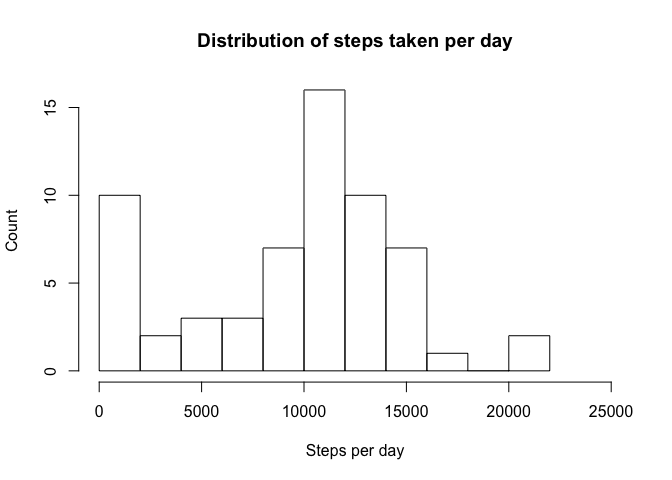 Distribution of steps taken per day
Count
15
10
5
0
0 5000 10000 15000 20000 25000
Steps per day